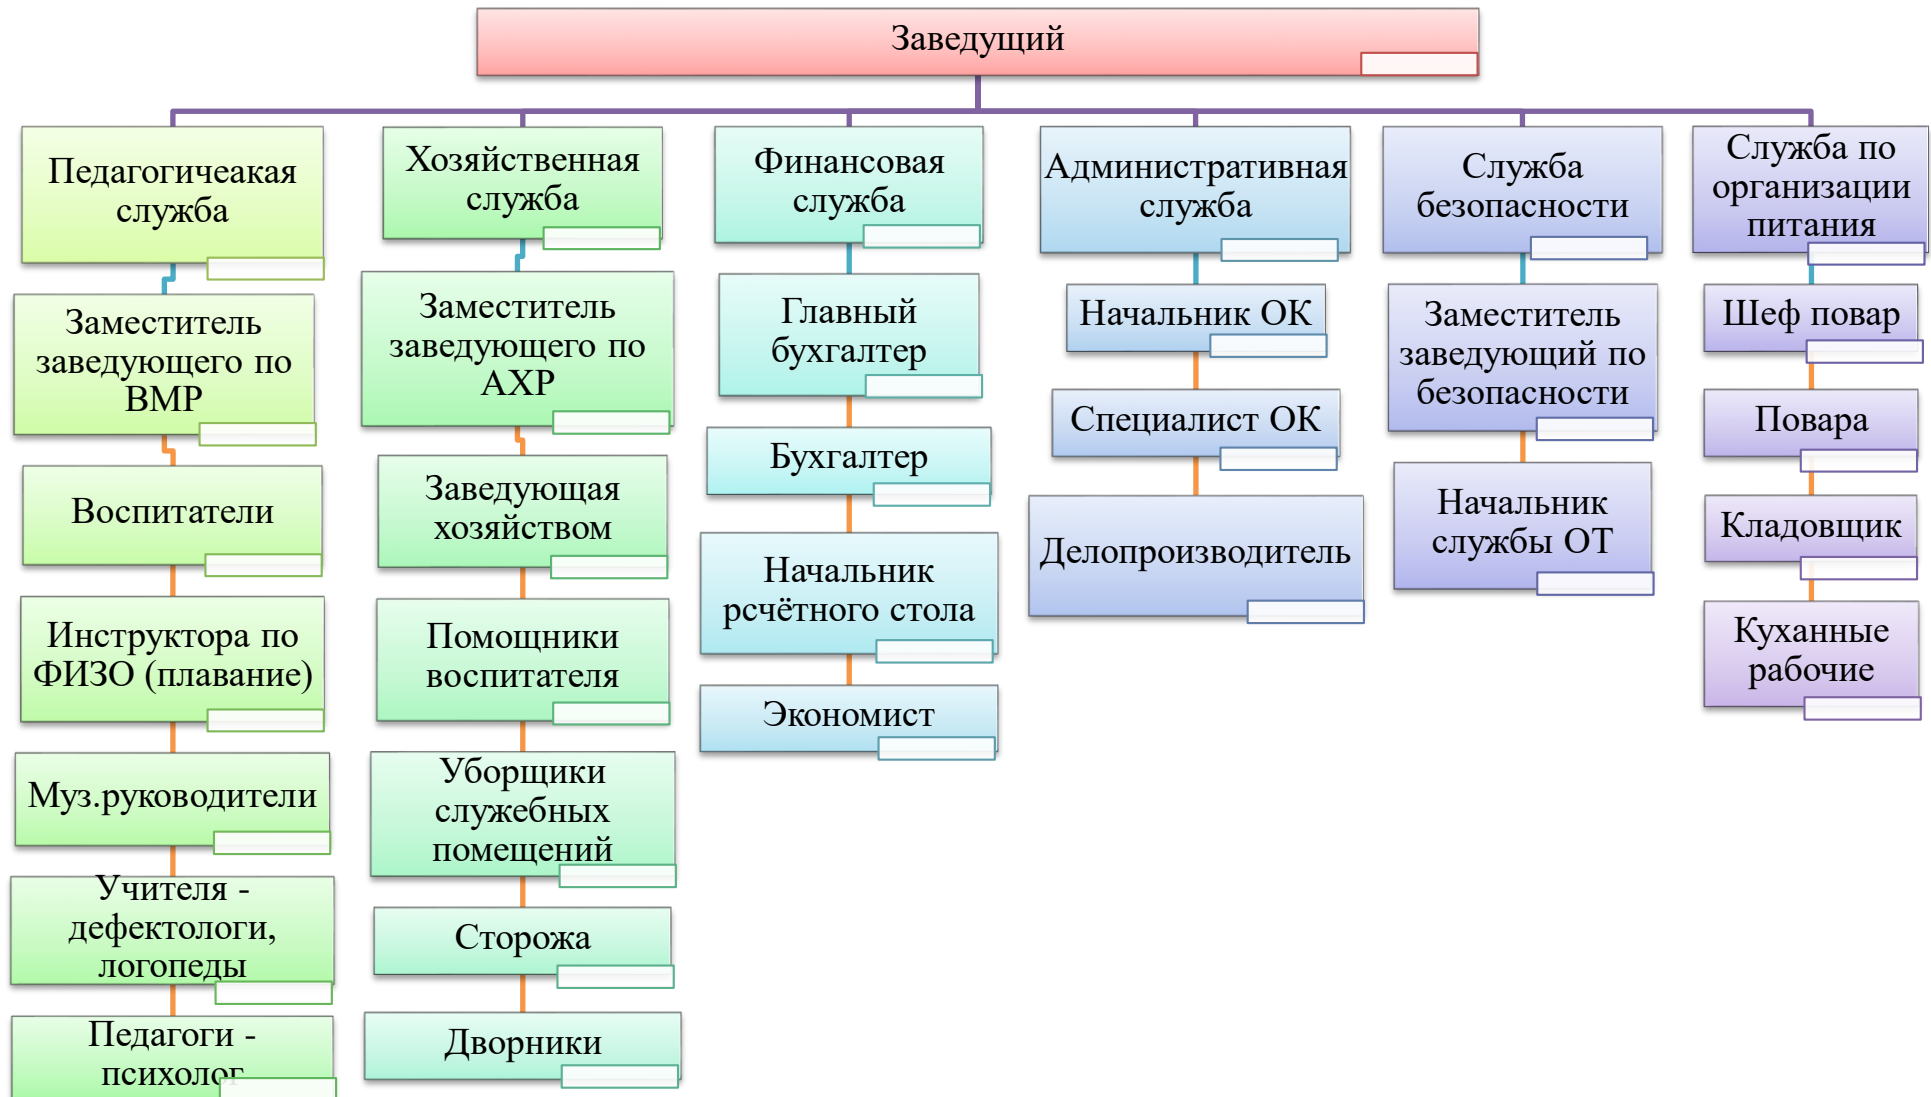 Заведущий
Педагогичеакая
служба
Заместитель
заведующего по
ВМР
Воспитатели
Инструктора по
ФИЗО (плавание)
Муз.руководители
Учителя -
дефектологи,
логопеды
Педагоги -
психолог
Хозяйственная
служба
Заместитель
заведующего по
АХР
Заведующая
хозяйством
Помощники
воспитателя
Уборщики
служебных
помещений
Сторожа
Дворники
Финансовая
служба
Главный
бухгалтер
Бухгалтер
Начальник
рсчётного стола
Экономист
Административная
служба
Начальник ОК
Специалист ОК
Делопроизводитель
Служба
безопасности
Заместитель
заведующий по
безопасности
Начальник
службы ОТ
Служба по
организации
питания
Шеф повар
Повара
Кладовщик
Куханные
рабочие